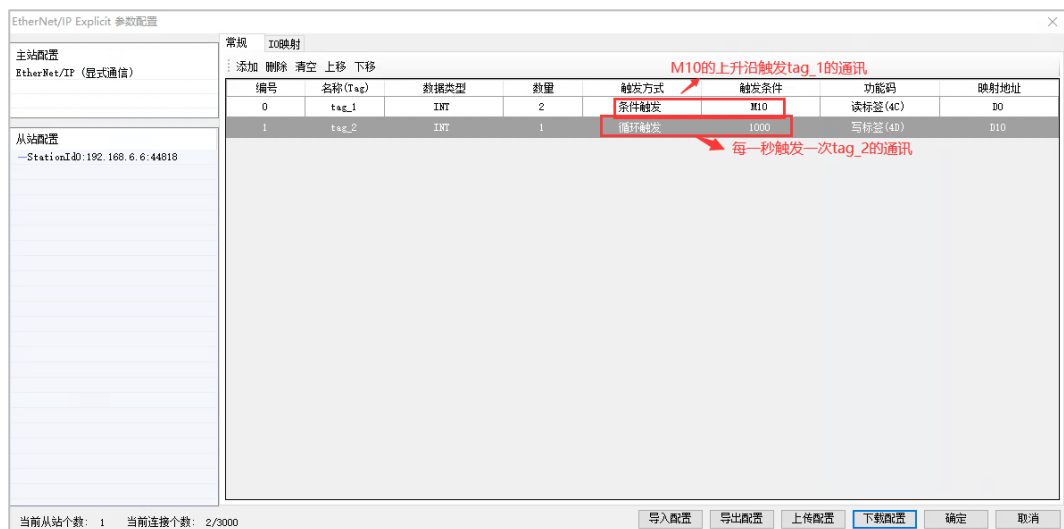 EtherNet/IP Explicit 参数配置
主站配置
EtherNet/IP (显式通信)
从站配置
StationId0:192.168.6.6:44818
常规 IO映射
添加 删除 清空 上移 下移
M10的上升沿触发tag_1的通讯
编号 名称(Tag) 数据类型 数量 触发方式 触发条件 功能码 映射地址
0 tag_1 INT 2 条件触发 M10 读标签(4C) D0
1 tag_2 INT 1 循环触发 1000 写标签(4D) D10
每一秒触发一次tag_2的通讯
当前从站个数: 1 当前连接个数: 2/3000
导入配置 导出配置 上传配置 下载配置 确定 取消